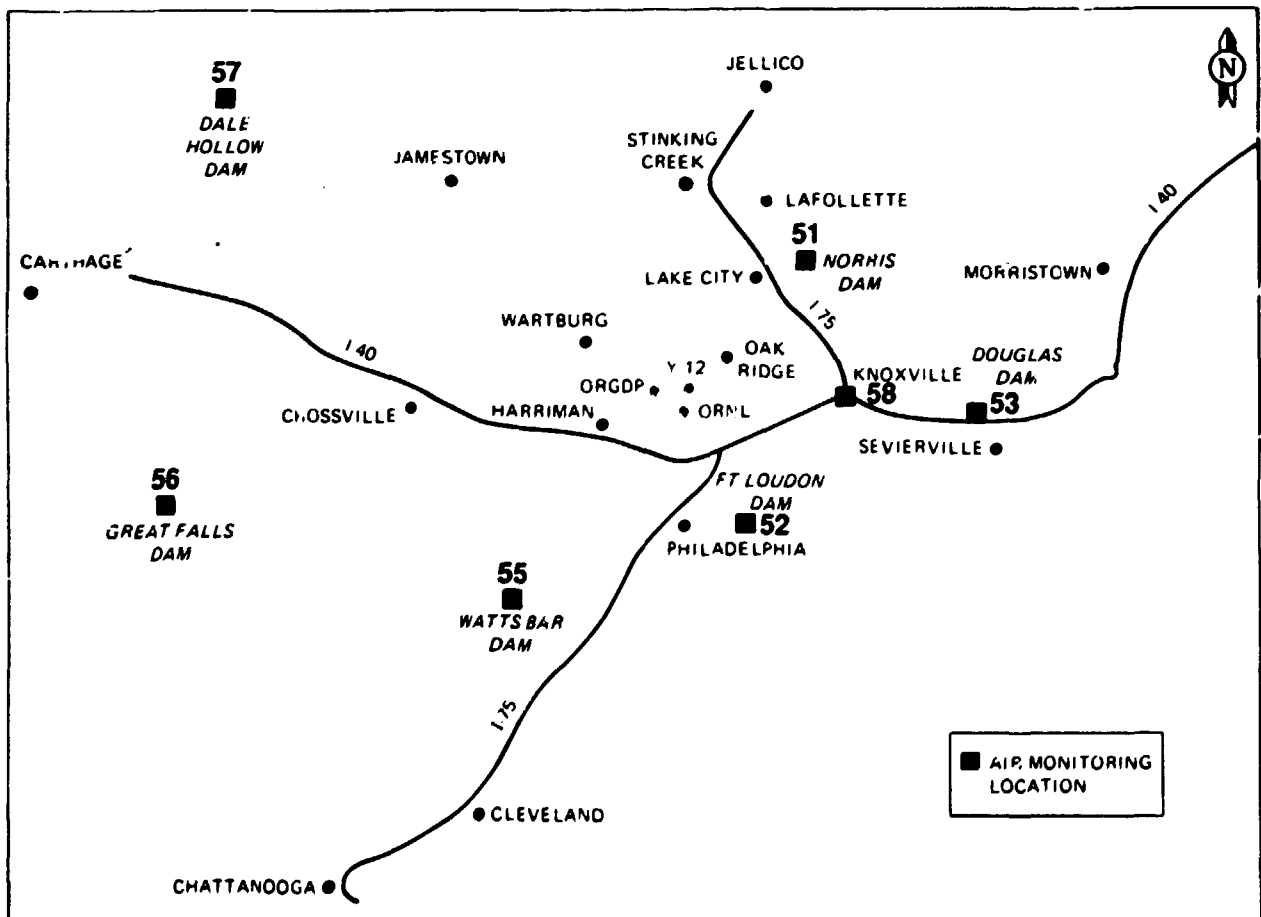 57
DALE
HOLLOW
DAM
JELLICO
N
STINKING
CREEK
JAMESTOWN
LAFOLLETTE
I-40
51
NORRIS
DAM
CARTHAGE
LAKE CITY
MORRISTOWN
I-75
WARTBURG
I-40
OAK
RIDGE
Y-12
DOUGLAS
DAM
KNOXVILLE
ORGDP
58
53
CROSSVILLE
HARRIMAN
ORNL
SEVIERVILLE
56
GREAT FALLS
DAM
FT LOUDON
DAM
52
PHILADELPHIA
55
WATTS BAR
DAM
I-75
AIR MONITORING
LOCATION
CLEVELAND
CHATTANOOGA